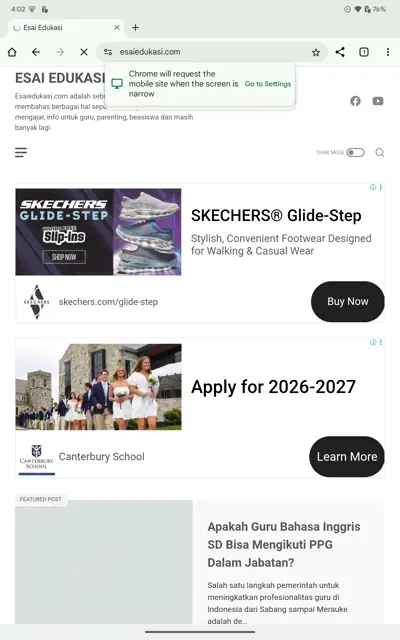 4:02
76%
Esai Edukasi
esaiedukasi.com
1
Chrome will request the
mobile site when the screen is
narrow
Go to Settings
ESAI EDUKASI
Esaiedukasi.com adalah
membahas berbagai hal
mengajar, info untuk guru, parenting, beasiswa dan masih
banyak lagi.
DARK MODE
SKECHERS® Glide-Step
Stylish, Convenient Footwear Designed
for Walking & Casual Wear
SKECHERS
GLIDE-STEP
Slip-ins
SHOP NOW
SKECHERS
skechers.com/glide-step
Buy Now
Apply for 2026-2027
CANTERBURY
SCHOOL
Canterbury School
Learn More
FEATURED POST
Apakah Guru Bahasa Inggris
SD Bisa Mengikuti PPG
Dalam Jabatan?
Salah satu langkah pemerintah untuk
meningkatkan profesionalitas guru di
Indonesia dari Sabang sampai Merauke
adalah de...